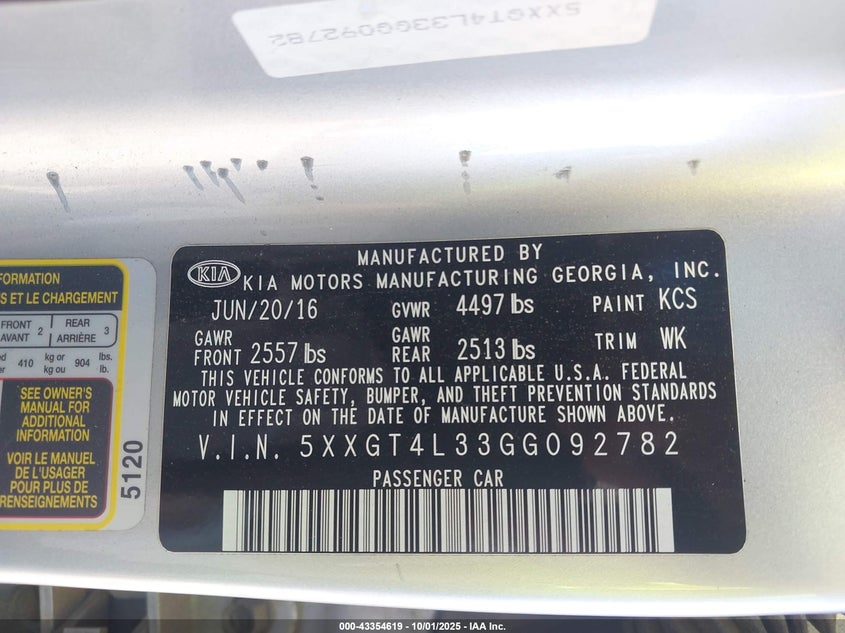 5XXGT4L33GG092782
MANUFACTURED BY
KIA KIA MOTORS MANUFACTURING GEORGIA, INC.
JUN/20/16 GVWR 4497 lbs PAINT KCS
GAWR FRONT 2557 lbs GAWR REAR 2513 lbs TRIM WK
THIS VEHICLE CONFORMS TO ALL APPLICABLE U.S.A. FEDERAL
MOTOR VEHICLE SAFETY, BUMPER, AND THEFT PREVENTION STANDARDS
IN EFFECT ON THE DATE OF MANUFACTURE SHOWN ABOVE.
V.I.N. 5XXGT4L33GG092782
PASSENGER CAR
ET LE CHARGEMENT
FRONT AVANT 2 REAR ARRIÈRE 3
410 kg or kg ou 904 lbs. lb.
SEE OWNER'S
MANUAL FOR
ADDITIONAL
INFORMATION
VOIR LE MANUEL
DE L'USAGER
POUR PLUS DE
RENSEIGNEMENTS
5120
000-43354619 - 10/01/2025 - IAA Inc.